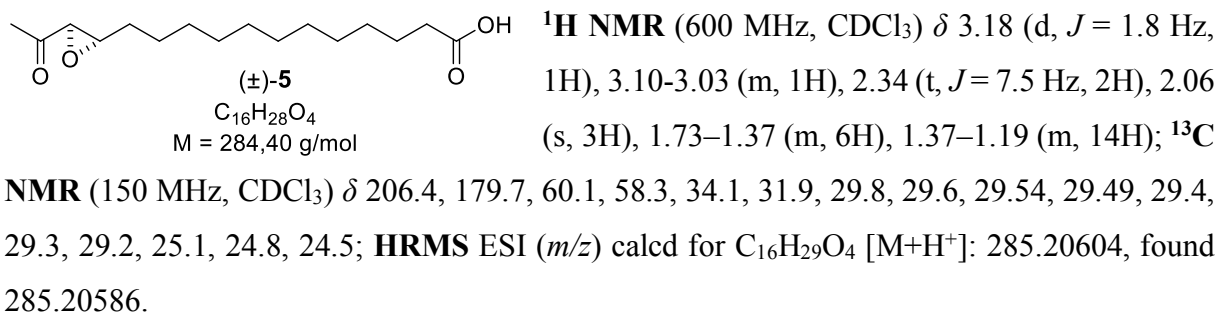 O
O
OH
O
(±)-5
C₁₆H₂₈O₄
M = 284,40 g/mol
¹H NMR (600 MHz, CDCl₃) δ 3.18 (d, J = 1.8 Hz,
1H), 3.10-3.03 (m, 1H), 2.34 (t, J = 7.5 Hz, 2H), 2.06
(s, 3H), 1.73–1.37 (m, 6H), 1.37–1.19 (m, 14H); ¹³C
NMR (150 MHz, CDCl₃) δ 206.4, 179.7, 60.1, 58.3, 34.1, 31.9, 29.8, 29.6, 29.54, 29.49, 29.4,
29.3, 29.2, 25.1, 24.8, 24.5; HRMS ESI (m/z) calcd for C₁₆H₂₉O₄ [M+H⁺]: 285.20604, found
285.20586.